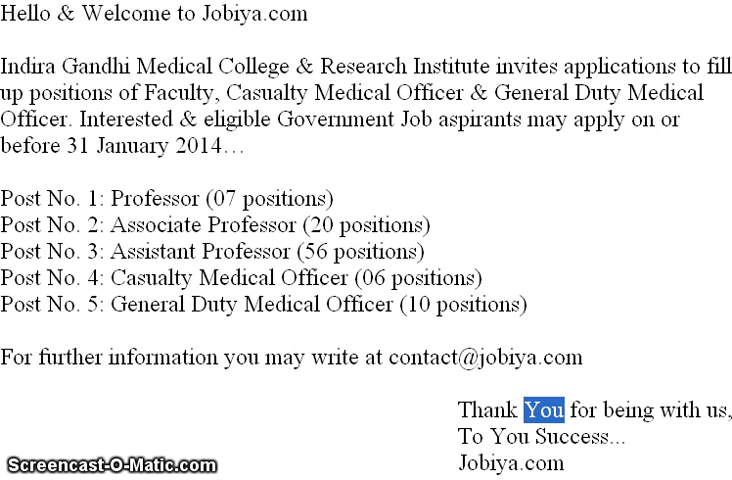 Hello & Welcome to Jobiya.com
Indira Gandhi Medical College & Research Institute invites applications to fill
up positions of Faculty, Casualty Medical Officer & General Duty Medical
Officer. Interested & eligible Government Job aspirants may apply on or
before 31 January 2014…
Post No. 1: Professor (07 positions)
Post No. 2: Associate Professor (20 positions)
Post No. 3: Assistant Professor (56 positions)
Post No. 4: Casualty Medical Officer (06 positions)
Post No. 5: General Duty Medical Officer (10 positions)
For further information you may write at contact@jobiya.com
Thank You for being with us,
To You Success...
Jobiya.com
Screencast-O-Matic.com